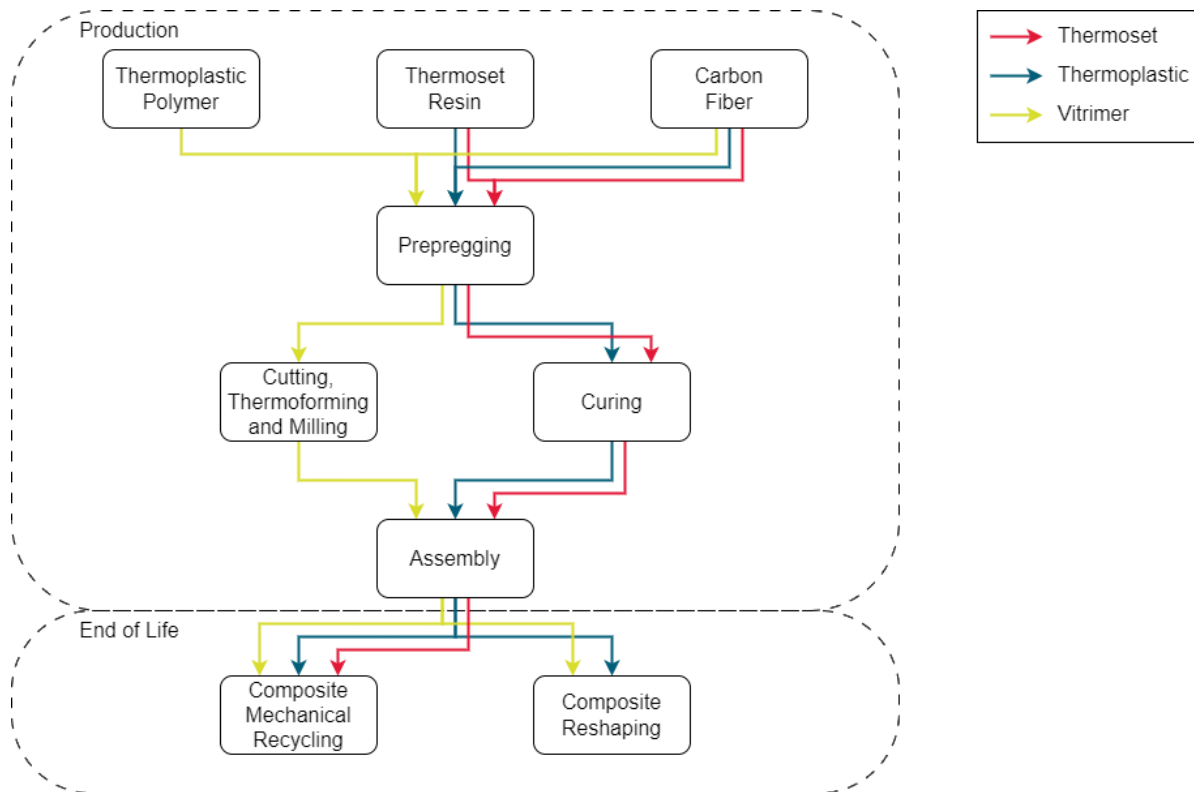 Production
Thermoplastic
Polymer
Thermoset
Resin
Carbon
Fiber
Thermoset
Thermoplastic
Vitrimer
Prepregging
Cutting,
Thermoforming
and Milling
Curing
Assembly
End of Life
Composite
Mechanical
Recycling
Composite
Reshaping